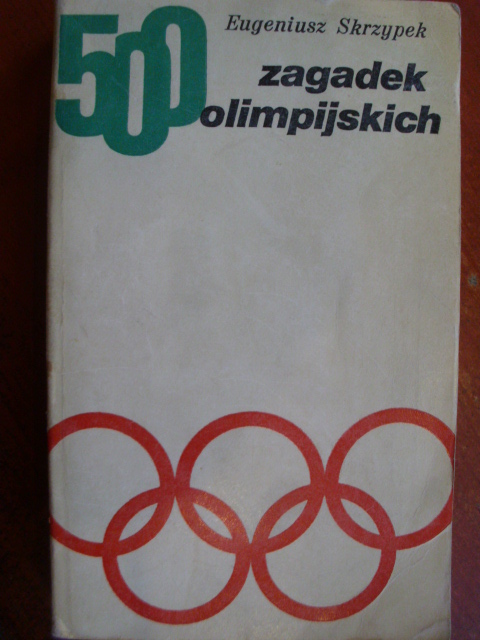 Eugeniusz Skrzypek
500 zagadek
olimpijskich